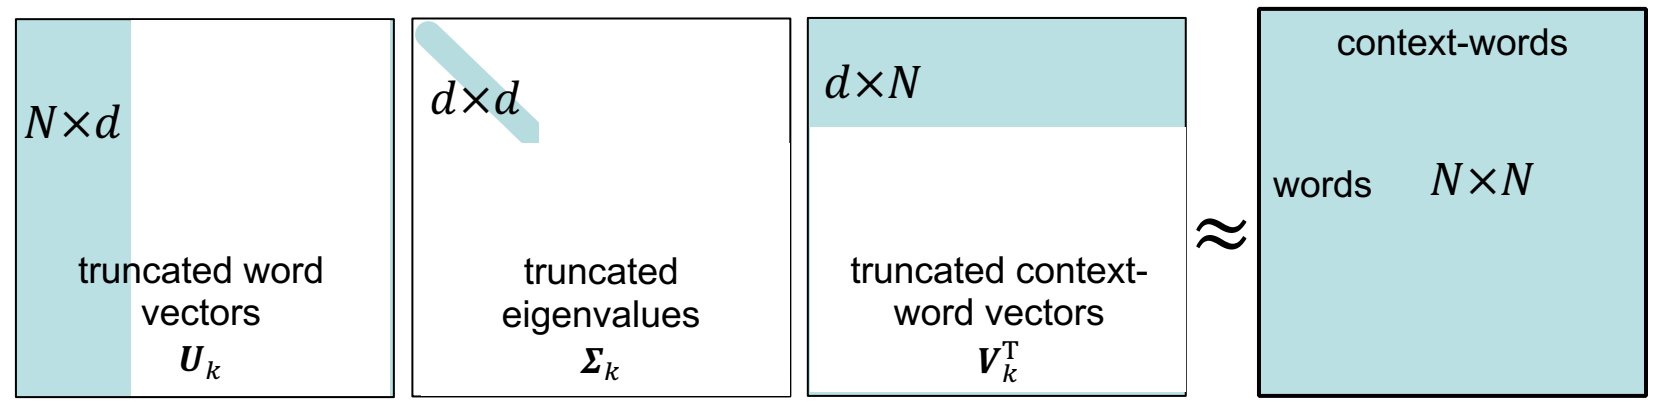 N×d
truncated word
vectors
U_k
d×d
truncated
eigenvalues
Σ_k
d×N
truncated context-
word vectors
V_k^T
≈
context-words
words N×N